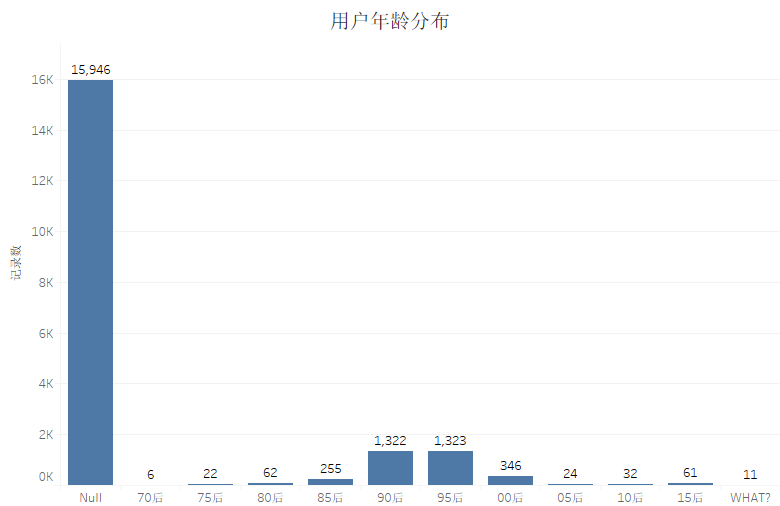 用户年龄分布
记录数
16K
14K
12K
10K
8K
6K
4K
2K
0K
15,946
6
22
62
255
1,322
1,323
346
24
32
61
11
Null
70后
75后
80后
85后
90后
95后
00后
05后
10后
15后
WHAT?